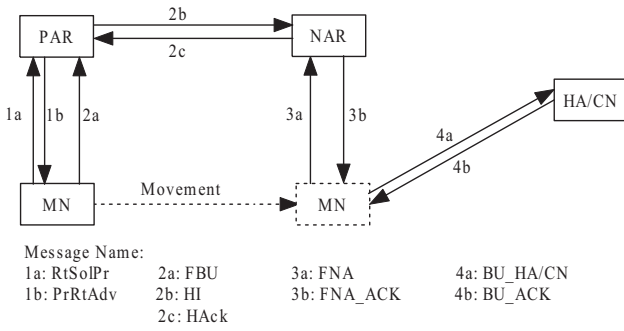 2b
PAR
NAR
2c
HA/CN
1a
1b
2a
3a
3b
4a
4b
MN
Movement
MN
Message Name:
1a: RtSolPr 2a: FBU 3a: FNA 4a: BU_HA/CN
1b: PrRtAdv 2b: HI 3b: FNA_ACK 4b: BU_ACK
2c: HAck